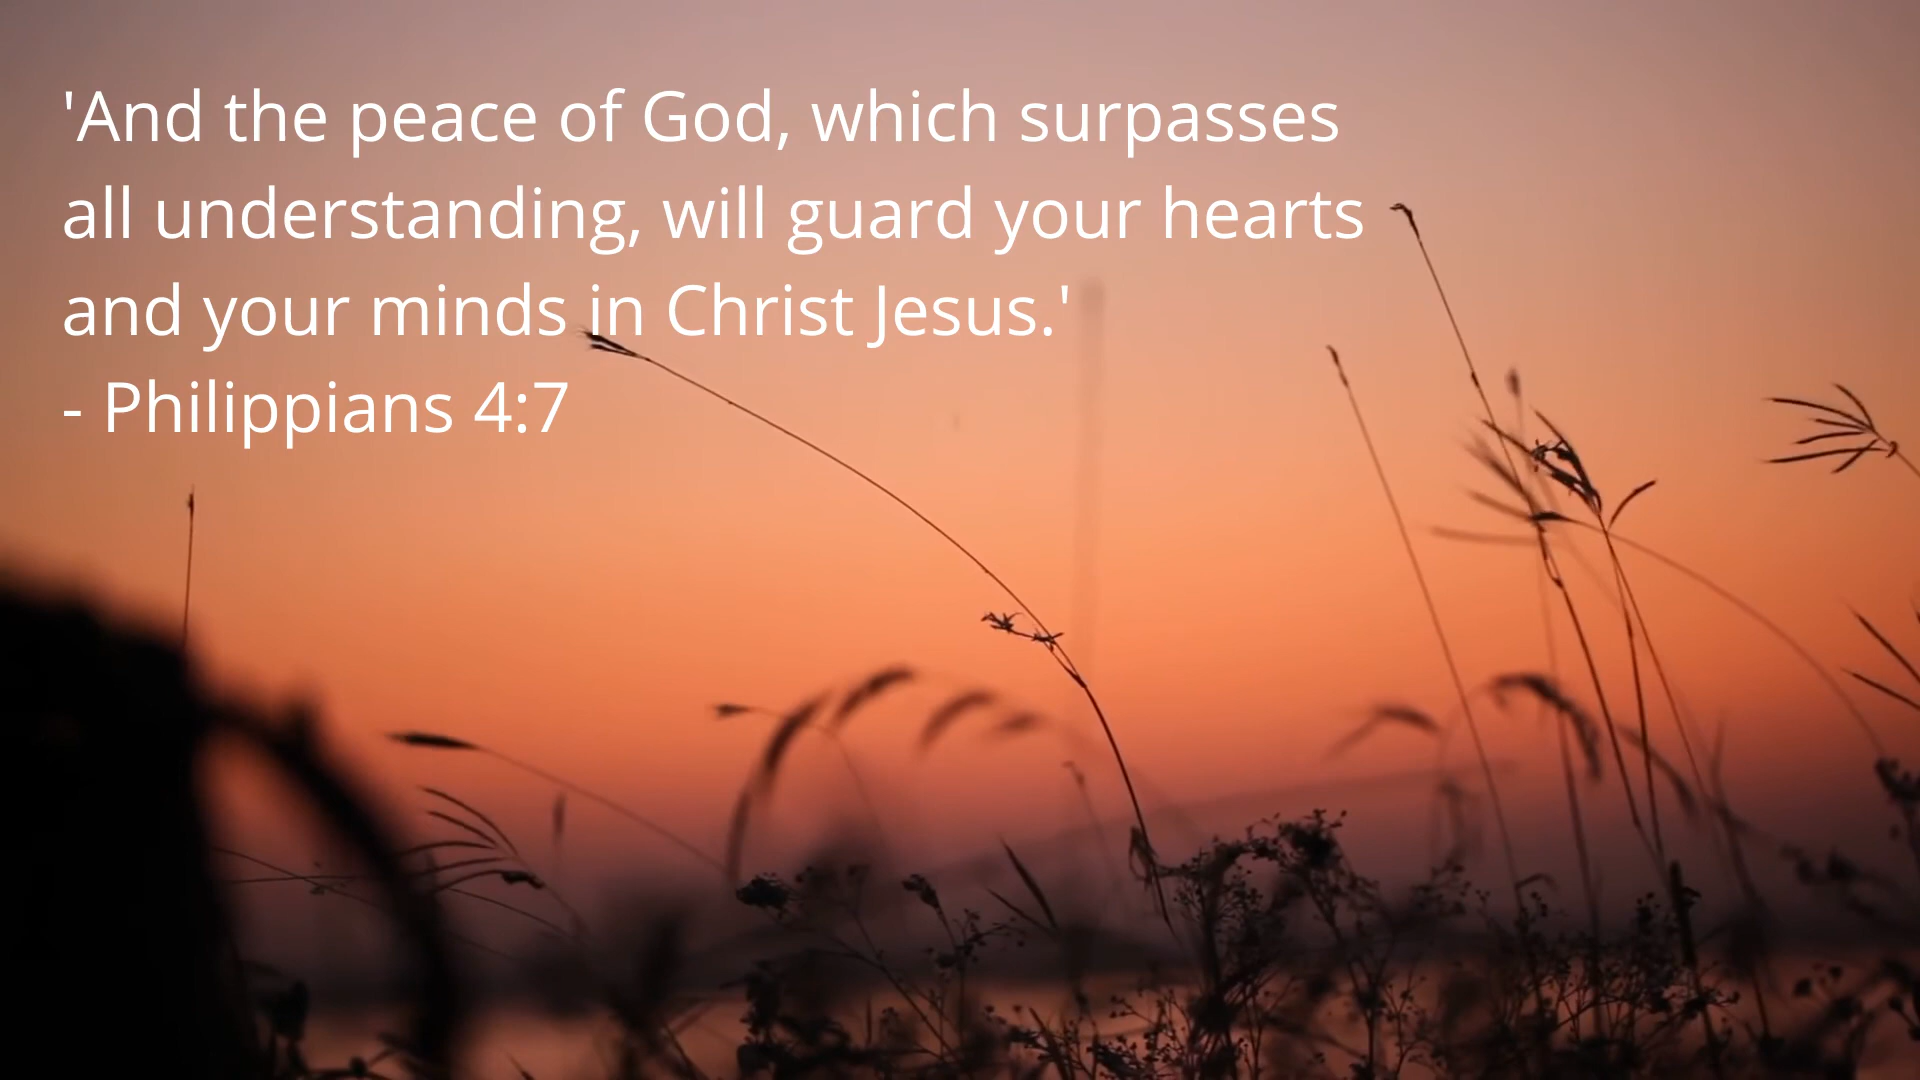 'And the peace of God, which surpasses
all understanding, will guard your hearts
and your minds in Christ Jesus.'
- Philippians 4:7